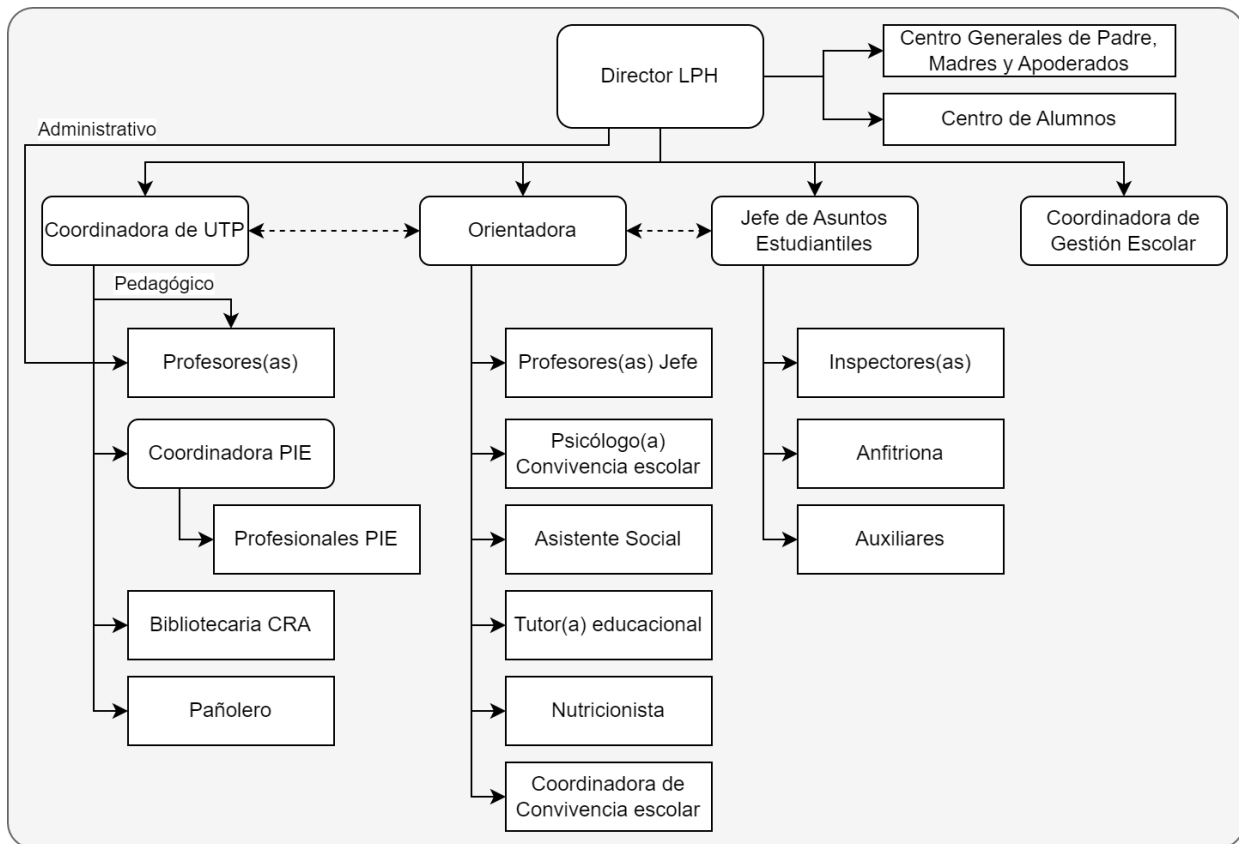 Director LPH
Centro Generales de Padre,
Madres y Apoderados
Centro de Alumnos
Administrativo
Coordinadora de UTP
Orientadora
Jefe de Asuntos
Estudiantiles
Coordinadora de
Gestión Escolar
Pedagógico
Profesores(as)
Coordinadora PIE
Profesionales PIE
Bibliotecaria CRA
Pañolero
Profesores(as) Jefe
Psicólogo(a)
Convivencia escolar
Asistente Social
Tutor(a) educacional
Nutricionista
Coordinadora de
Convivencia escolar
Inspectores(as)
Anfitriona
Auxiliares